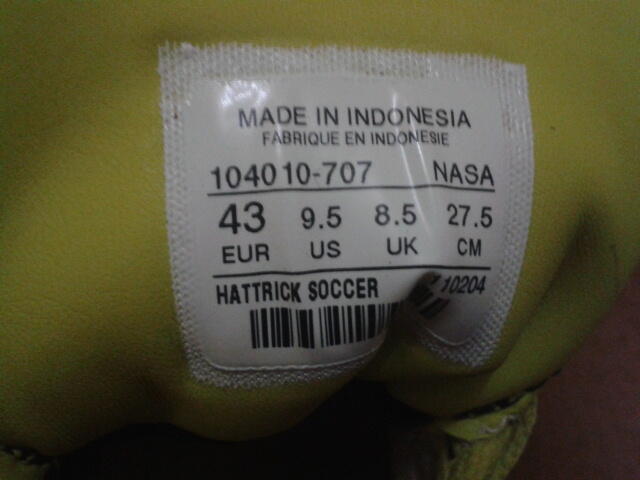 MADE IN INDONESIA
FABRIQUE EN INDONESIE
104010-707 NASA
43 9.5 8.5 27.5
EUR US UK CM
HATTRICK SOCCER 10204